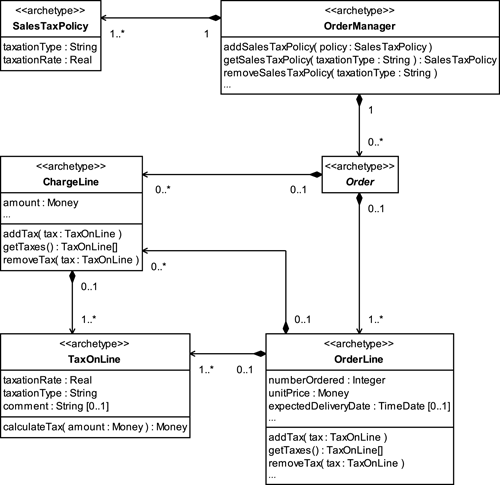 <<archetype>>
SalesTaxPolicy
taxationType : String
taxationRate : Real
1..*
1
<<archetype>>
OrderManager
addSalesTaxPolicy( policy : SalesTaxPolicy )
getSalesTaxPolicy( taxationType : String ) : SalesTaxPolicy
removeSalesTaxPolicy( taxationType : String )
...
1
0..*
<<archetype>>
ChargeLine
amount : Money
...
addTax( tax : TaxOnLine )
getTaxes() : TaxOnLine[]
removeTax( tax : TaxOnLine )
0..*
0..1
<<archetype>>
Order
0..1
0..*
0..1
0..1
1..*
1..*
<<archetype>>
TaxOnLine
taxationRate : Real
taxationType : String
comment : String [0..1]
calculateTax( amount : Money ) : Money
1..*
0..1
<<archetype>>
OrderLine
numberOrdered : Integer
unitPrice : Money
expectedDeliveryDate : TimeDate [0..1]
...
addTax( tax : TaxOnLine )
getTaxes() : TaxOnLine[]
removeTax( tax : TaxOnLine )
...